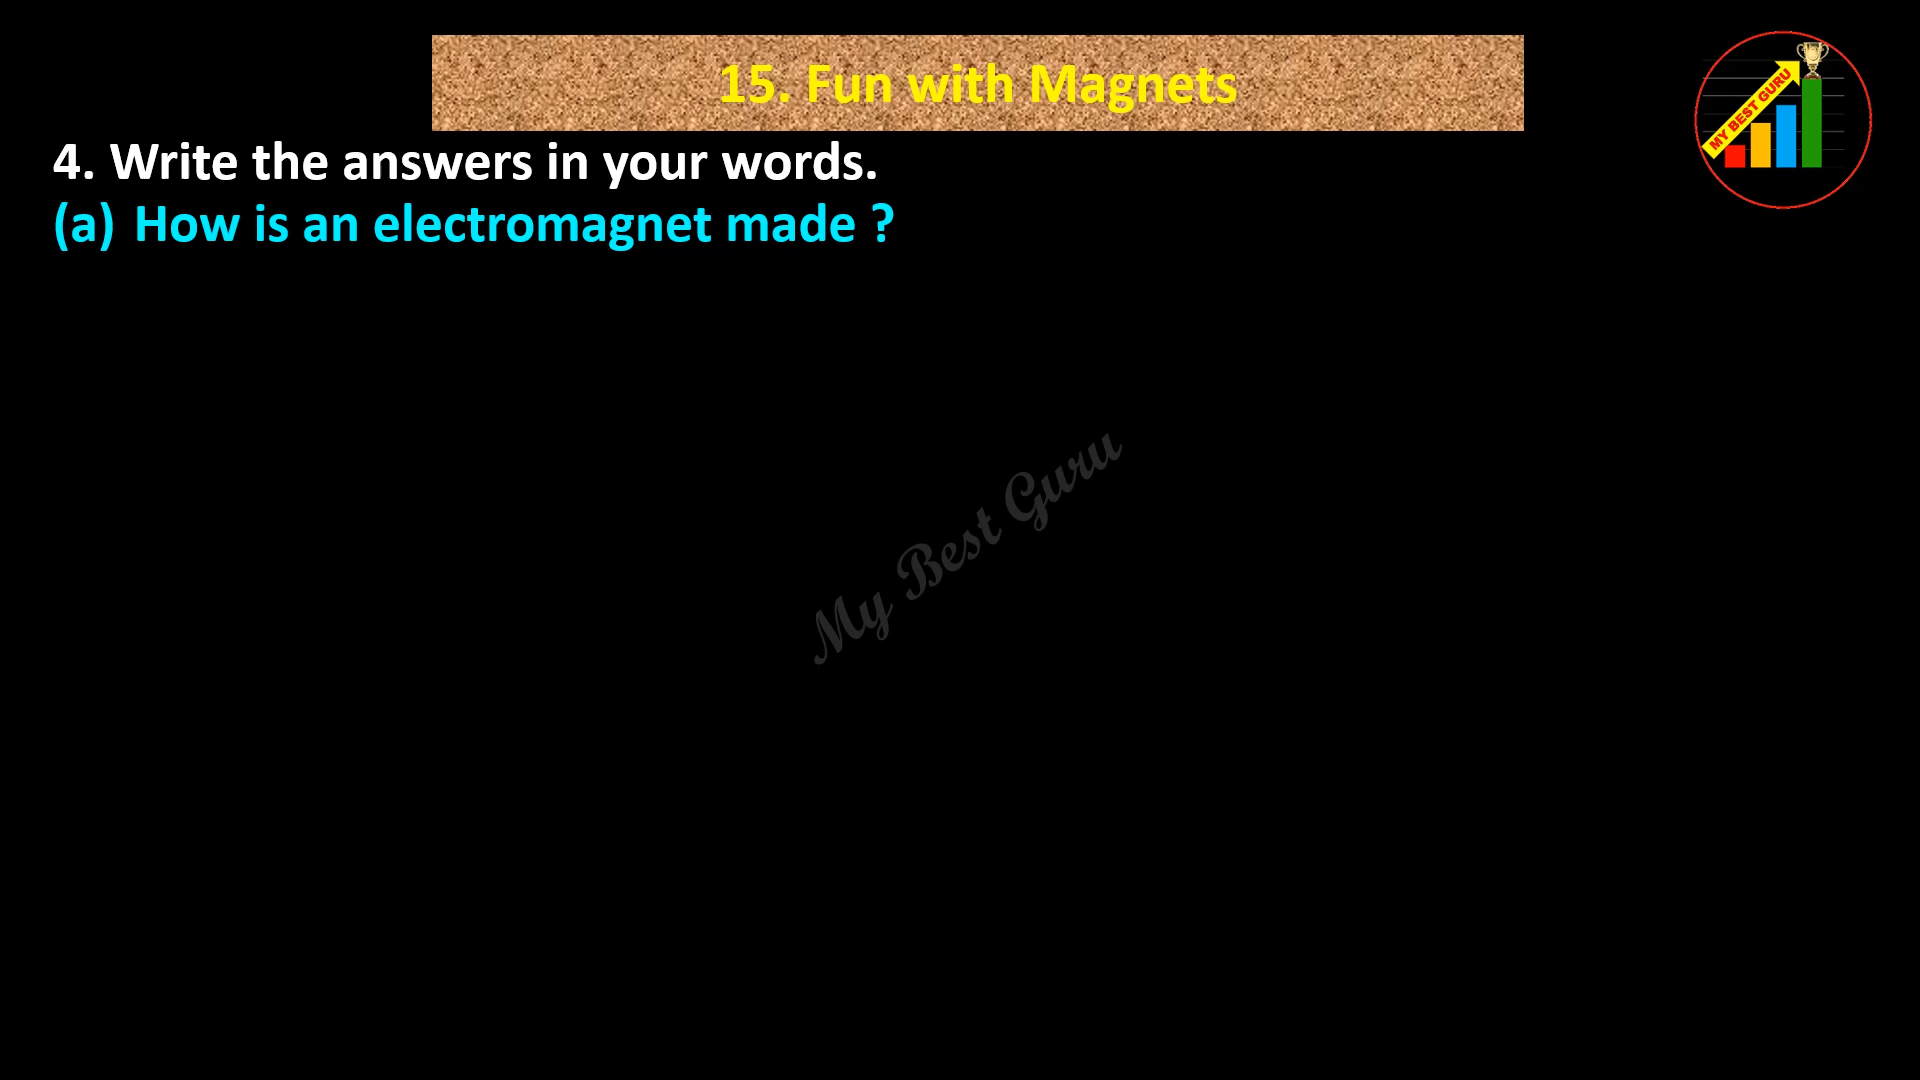 15. Fun with Magnets
MY BEST GURU
4. Write the answers in your words.
(a) How is an electromagnet made ?
My Best Guru